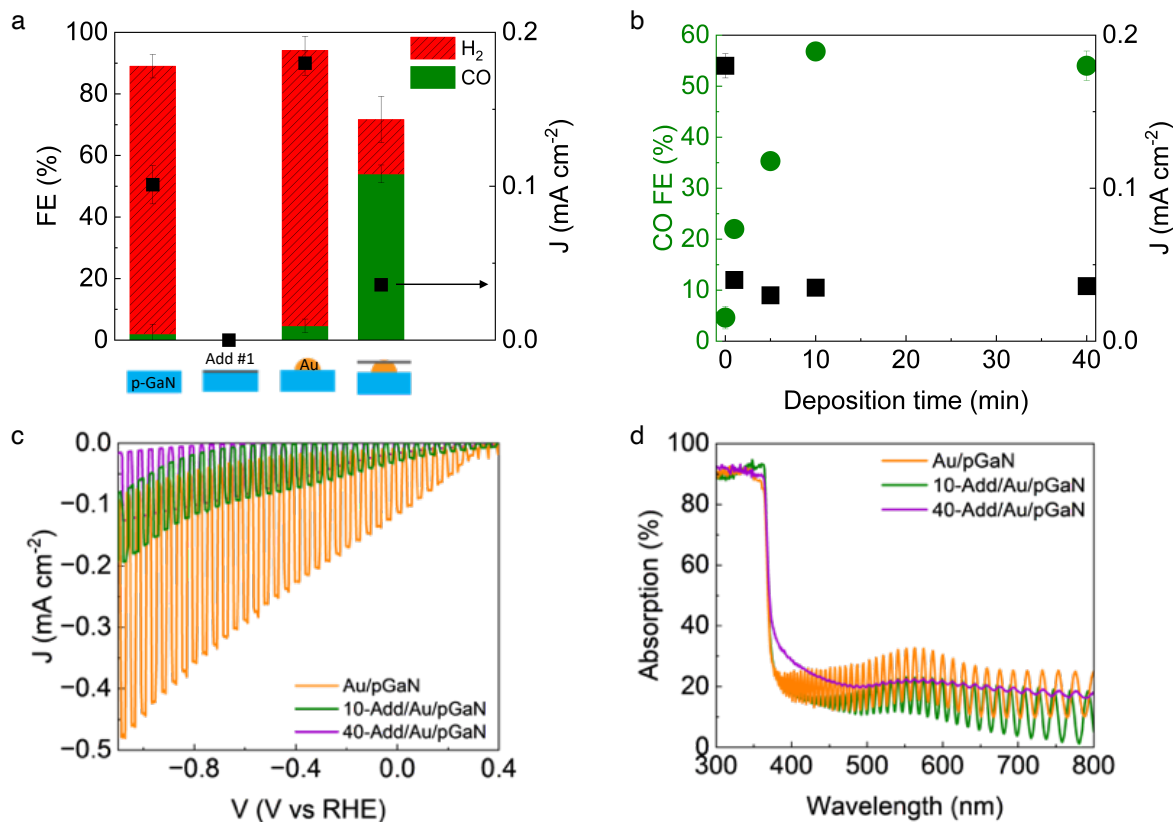 a
100
80
60
40
20
0
FE (%)
H2
CO
0.2
0.1
0.0
J (mA cm-2)
p-GaN
Add #1
Au
b
60
50
40
30
20
10
0
CO FE (%)
0.2
0.1
0.0
J (mA cm-2)
0 10 20 30 40
Deposition time (min)
c
0.0
−0.1
−0.2
−0.3
−0.4
−0.5
J (mA cm-2)
Au/pGaN
10-Add/Au/pGaN
40-Add/Au/pGaN
−0.8 −0.4 0.0 0.4
V (V vs RHE)
d
100
80
60
40
20
0
Absorption (%)
Au/pGaN
10-Add/Au/pGaN
40-Add/Au/pGaN
300 400 500 600 700 800
Wavelength (nm)